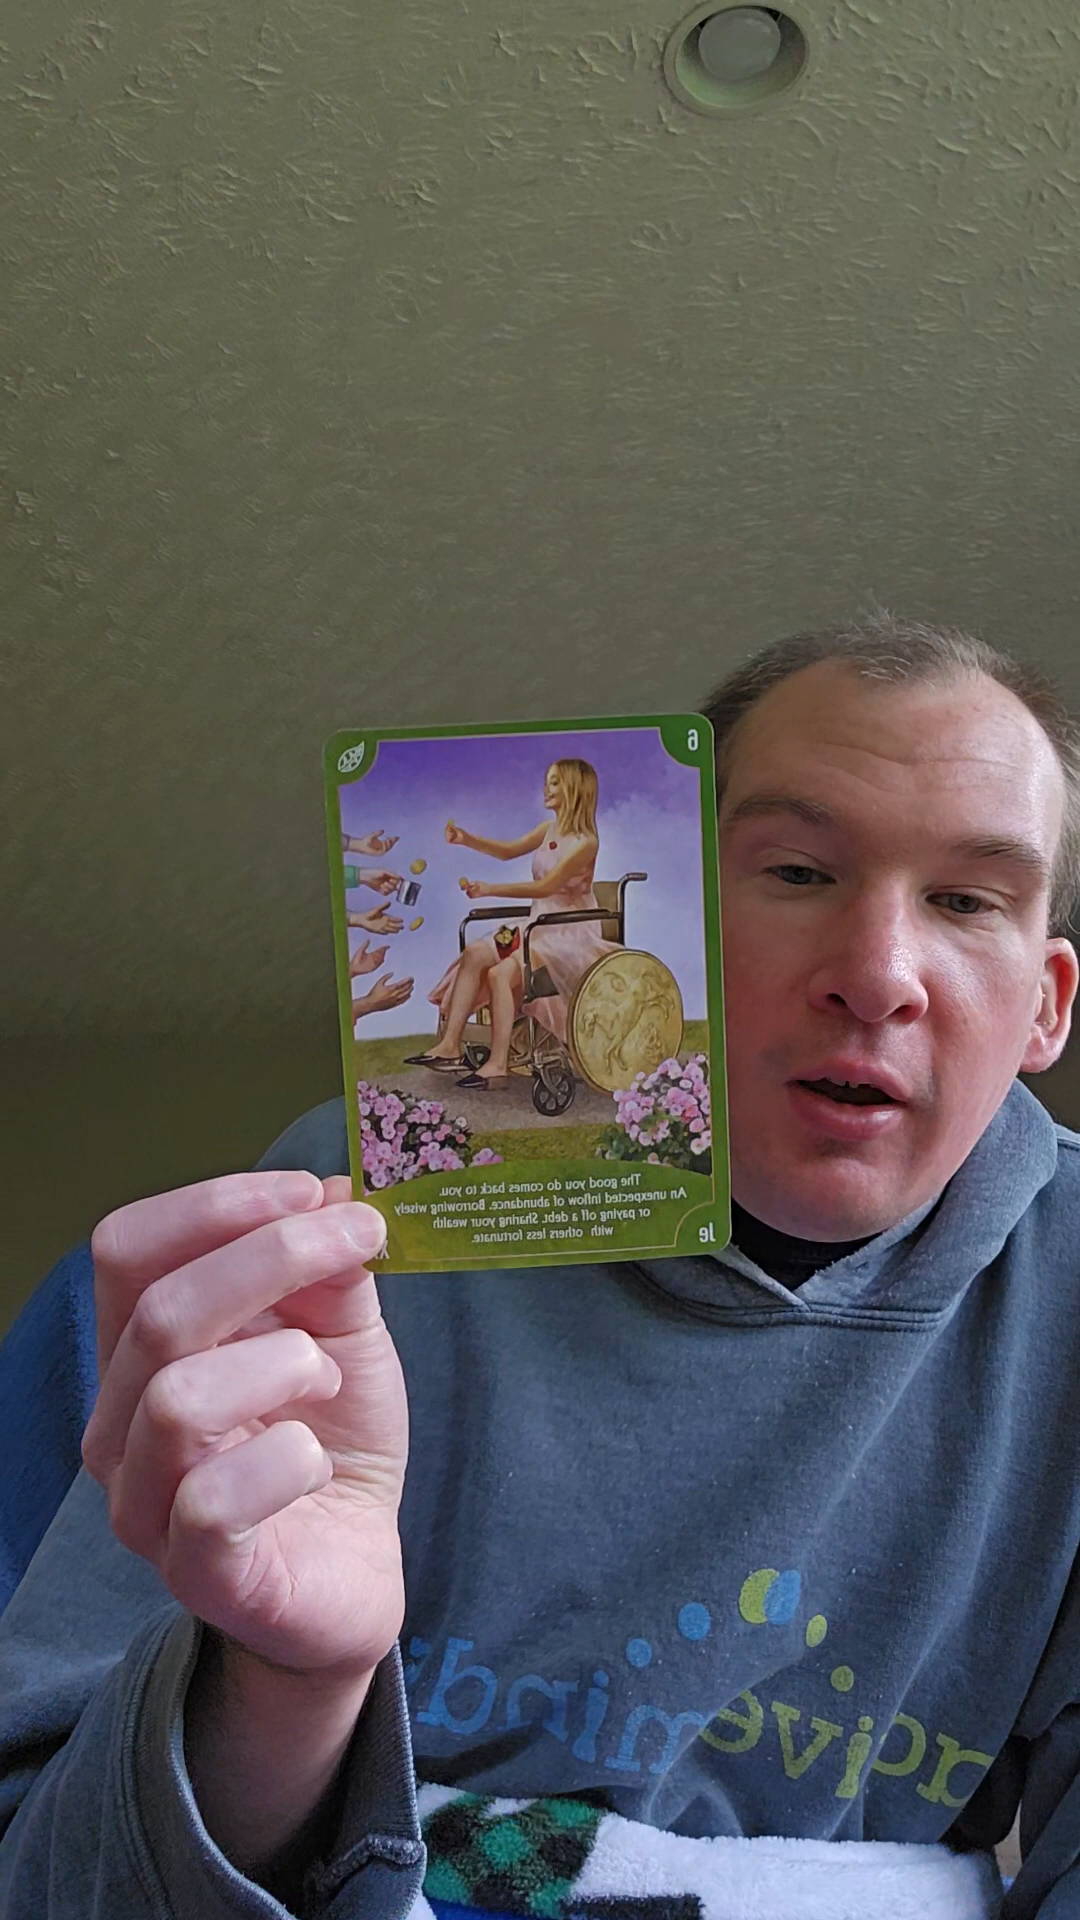 6
The good you do comes back to you.
An unexpected inflow of abundance. Borrowing wisely
or paying off a debt. Sharing your wealth
with others less fortunate.